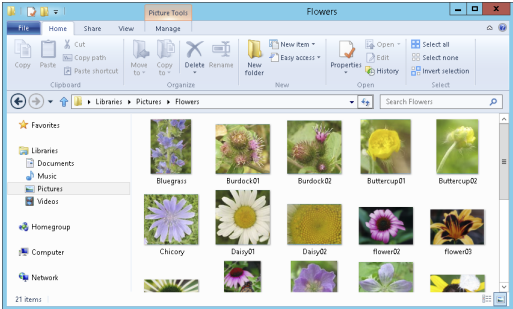 Picture Tools
Flowers
File
Home
Share
View
Manage
Copy
Paste
Cut
Copy path
Paste shortcut
Move to
Copy to
Delete
Rename
New folder
New item
Easy access
Properties
Open
Edit
History
Select all
Select none
Invert selection
Clipboard
Organize
New
Open
Select
Libraries
Pictures
Flowers
Search Flowers
Favorites
Libraries
Documents
Music
Pictures
Videos
Homegroup
Computer
Network
Bluegrass
Burdock01
Burdock02
Buttercup01
Buttercup02
Chicory
Daisy01
Daisy02
flower02
flower03
21 items